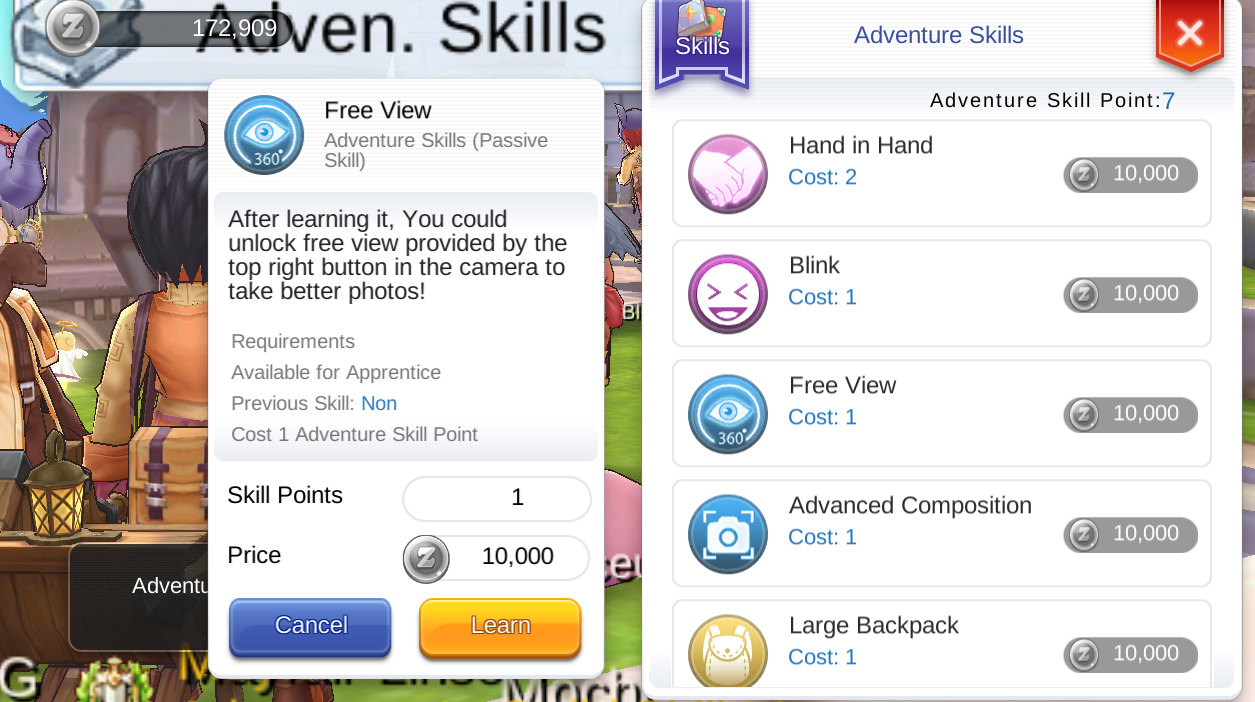 172,909
Adven. Skills
Free View
Adventure Skills (Passive
Skill)
360°
After learning it, You could
unlock free view provided by the
top right button in the camera to
take better photos!
Requirements
Available for Apprentice
Previous Skill: Non
Cost 1 Adventure Skill Point
Skill Points
1
Price
Z
10,000
Cancel
Learn
Adventu
G
Skills
Adventure Skills
Adventure Skill Point:7
Hand in Hand
Cost: 2
Z 10,000
Blink
Cost: 1
Z 10,000
Free View
Cost: 1
360°
Z 10,000
Advanced Composition
Cost: 1
Z 10,000
Large Backpack
Cost: 1
Z 10,000